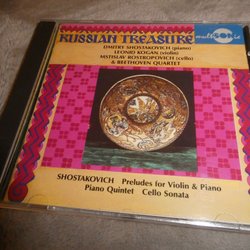 RUSSIAN TREASURE
multisonic
DMITRY SHOSTAKOVICH (piano)
LEONID KOGAN (violin)
MSTISLAV ROSTROPOVICH (cello)
& BEETHOVEN QUARTET
SHOSTAKOVICH Preludes for Violin & Piano
Piano Quintet Cello Sonata